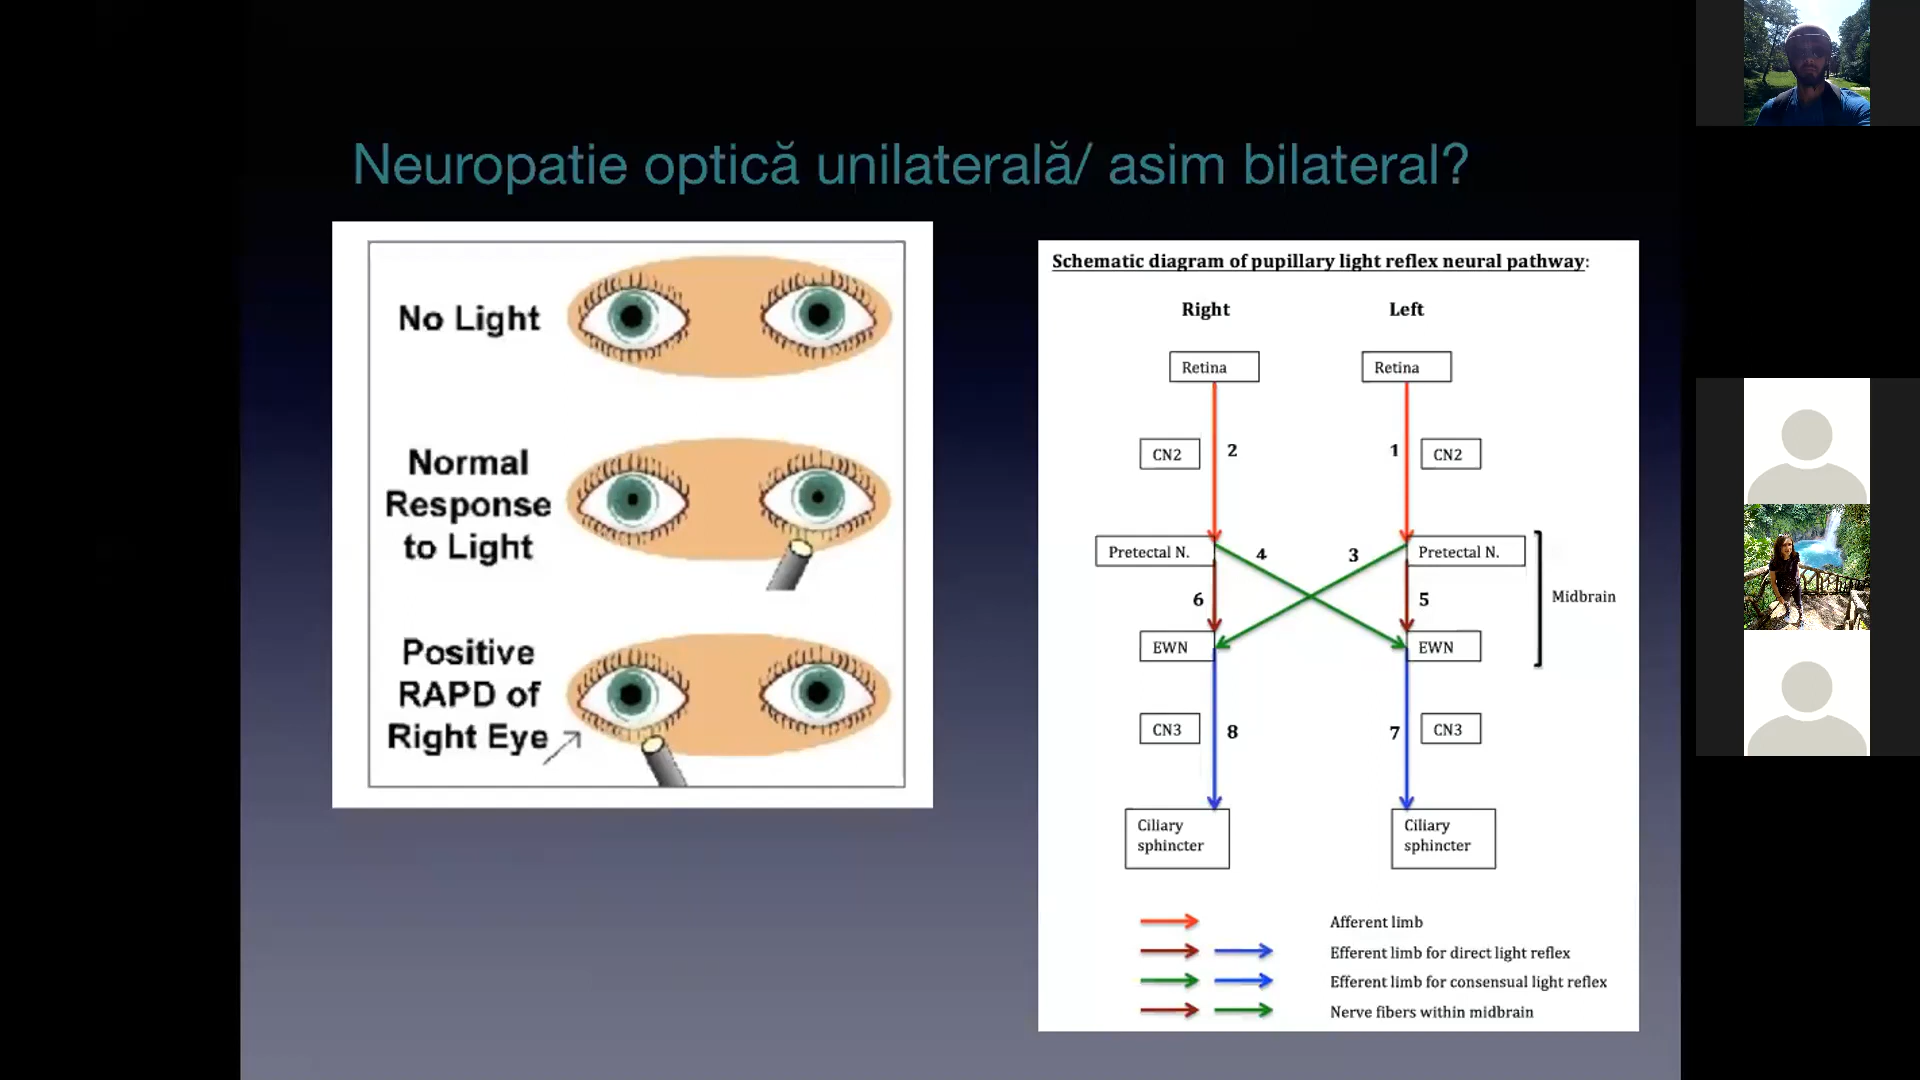 Neuropatie optică unilaterală/ asim bilateral?
No Light
Normal
Response
to Light
Positive
RAPD of
Right Eye
Schematic diagram of pupillary light reflex neural pathway:
Right Left
Retina Retina
CN2 2 1 CN2
Pretectal N. 4 3 Pretectal N.
6 5 Midbrain
EWN EWN
CN3 8 7 CN3
Ciliary
sphincter
Ciliary
sphincter
Afferent limb
Efferent limb for direct light reflex
Efferent limb for consensual light reflex
Nerve fibers within midbrain